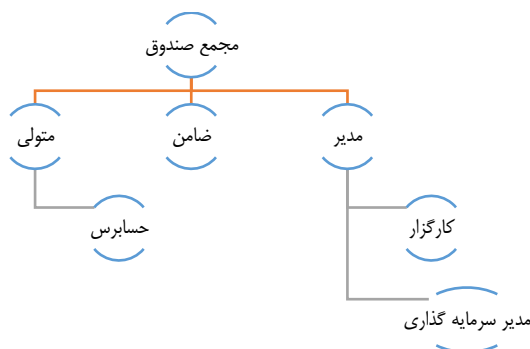 مجمع صندوق
مدیر
ضامن
متولی
کارگزار
حسابرس
مدیر سرمایه گذاری